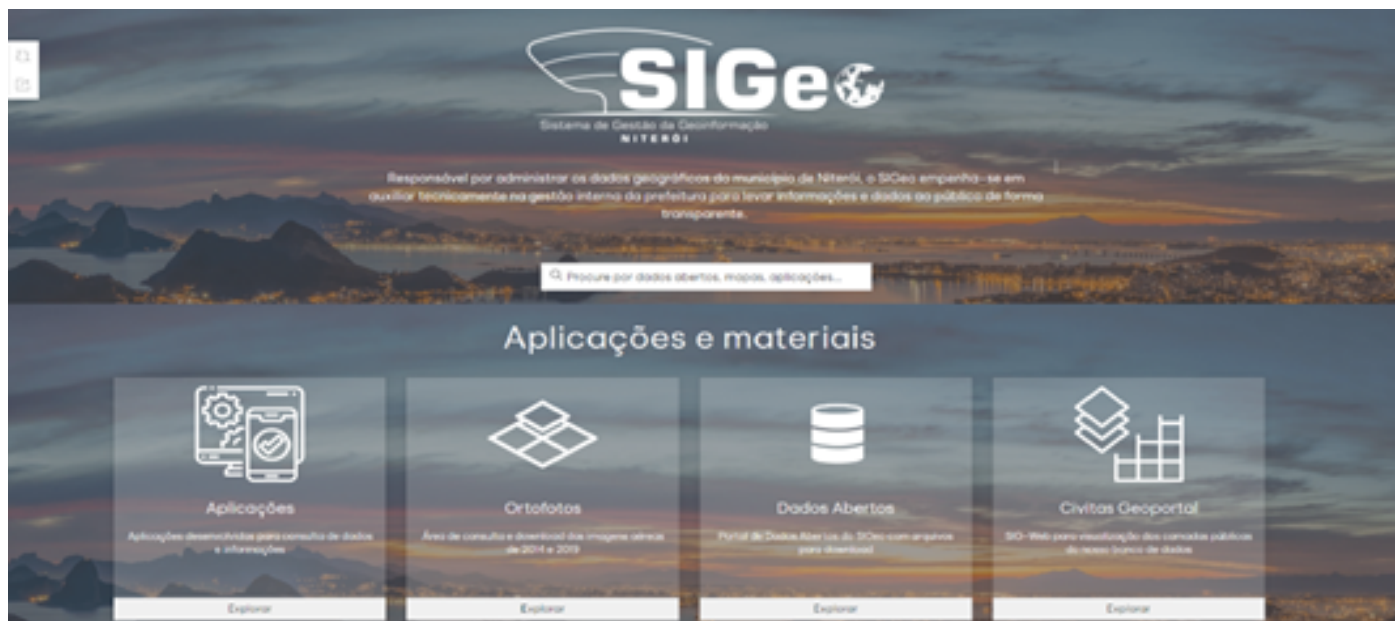 SIGeo
Sistema de Gestão da Geoinformação
NITERÓI
Responsável por administrar os dados geográficos do município de Niterói, o SIGeo empenha-se em
auxiliar tecnicamente na gestão interna da prefeitura para levar informações e dados ao público de forma
transparente.
Procure por dados abertos, mapas, aplicações...
Aplicações e materiais
Aplicações
Aplicações desenvolvidas para consulta de dados
e informações
Explorar
Ortofotos
Área de consulta e download das imagens aéreas
de 2014 e 2019
Explorar
Dados Abertos
Portal de Dados Abertos do SIGeo com arquivos
para download
Explorar
Civitas Geoportal
SIG-Web para visualização das camadas públicas
do nosso banco de dados
Explorar